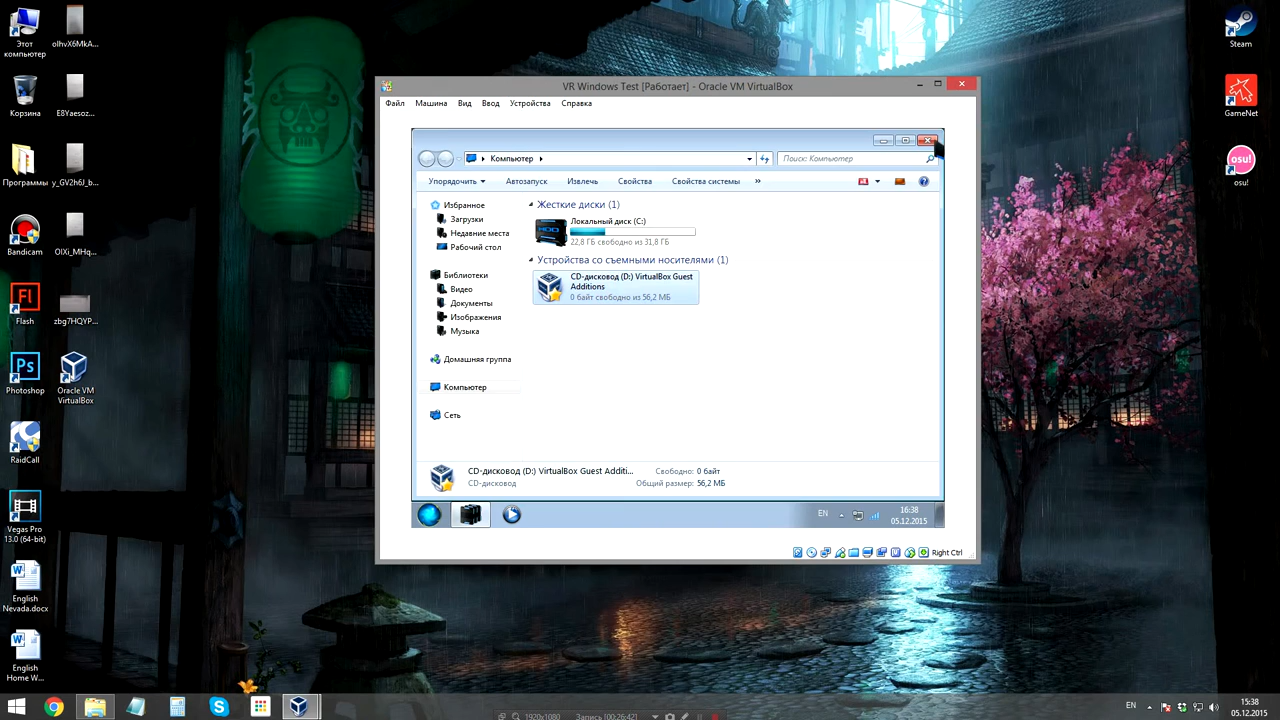 Этот
компьютер
olhvX6MkA...
Корзина
E8Yaesoz...
Программы
y_GV2h6J_b...
Bandicam
OlXi_MHq...
Flash
zbg7HQYP...
Photoshop
Oracle VM
VirtualBox
RaidCall
Vegas Pro
13.0 (64-bit)
English
Nevada.docx
English
Home W...
Steam
GameNet
osu!
VR Windows Test [Работает] - Oracle VM VirtualBox
Файл Машина Вид Ввод Устройства Справка
Компьютер
Поиск: Компьютер
Упорядочить Автозапуск Извлечь Свойства Свойства системы »
Избранное
Загрузки
Недавние места
Рабочий стол
Библиотеки
Видео
Документы
Изображения
Музыка
Домашняя группа
Компьютер
Сеть
Жесткие диски (1)
Локальный диск (C:)
22,8 ГБ свободно из 31,8 ГБ
Устройства со съемными носителями (1)
CD-дисковод (D:) VirtualBox Guest
Additions
0 байт свободно из 56,2 МБ
CD-дисковод (D:) VirtualBox Guest Additi... Свободно: 0 байт
CD-дисковод Общий размер: 56,2 МБ
EN 16:38
05.12.2015
Right Ctrl
1920x1080 Запись [00:26:42]
EN 15:38
05.12.2015